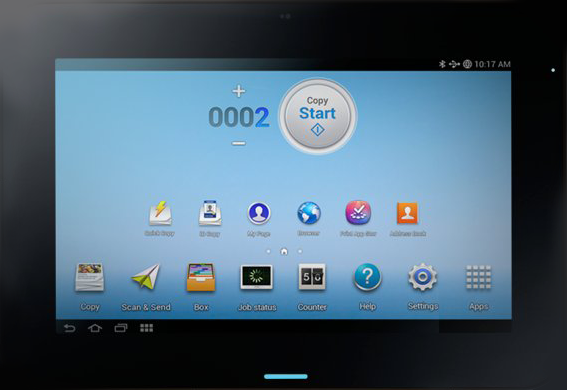 10:17 AM
0002
Copy
Start
Quick Copy
ID Copy
My Page
Browser
Print App Ctr
Address Book
Copy
Scan & Send
Box
Job status
Counter
Help
Settings
Apps